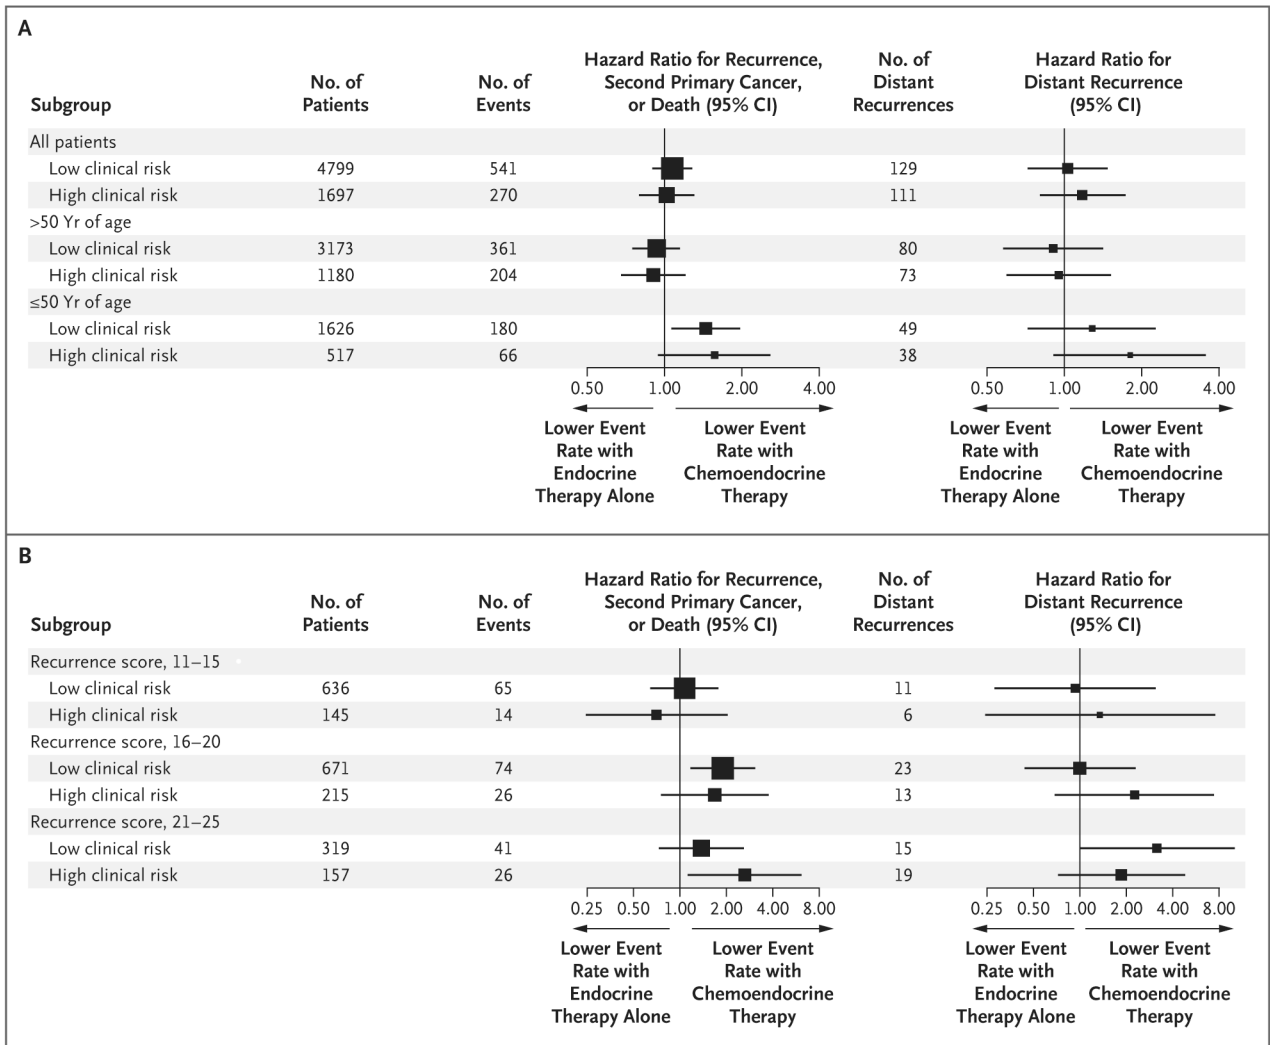 A
Subgroup
No. of
Patients
No. of
Events
Hazard Ratio for Recurrence,
Second Primary Cancer,
or Death (95% CI)
No. of
Distant
Recurrences
Hazard Ratio for
Distant Recurrence
(95% CI)
All patients
Low clinical risk 4799 541 129
High clinical risk 1697 270 111
>50 Yr of age
Low clinical risk 3173 361 80
High clinical risk 1180 204 73
≤50 Yr of age
Low clinical risk 1626 180 49
High clinical risk 517 66 38
0.50 1.00 2.00 4.00 0.50 1.00 2.00 4.00
Lower Event
Rate with
Endocrine
Therapy Alone
Lower Event
Rate with
Chemoendocrine
Therapy
Lower Event
Rate with
Endocrine
Therapy Alone
Lower Event
Rate with
Chemoendocrine
Therapy
B
Subgroup
No. of
Patients
No. of
Events
Hazard Ratio for Recurrence,
Second Primary Cancer,
or Death (95% CI)
No. of
Distant
Recurrences
Hazard Ratio for
Distant Recurrence
(95% CI)
Recurrence score, 11–15
Low clinical risk 636 65 11
High clinical risk 145 14 6
Recurrence score, 16–20
Low clinical risk 671 74 23
High clinical risk 215 26 13
Recurrence score, 21–25
Low clinical risk 319 41 15
High clinical risk 157 26 19
0.25 0.50 1.00 2.00 4.00 8.00 0.25 0.50 1.00 2.00 4.00 8.00
Lower Event
Rate with
Endocrine
Therapy Alone
Lower Event
Rate with
Chemoendocrine
Therapy
Lower Event
Rate with
Endocrine
Therapy Alone
Lower Event
Rate with
Chemoendocrine
Therapy